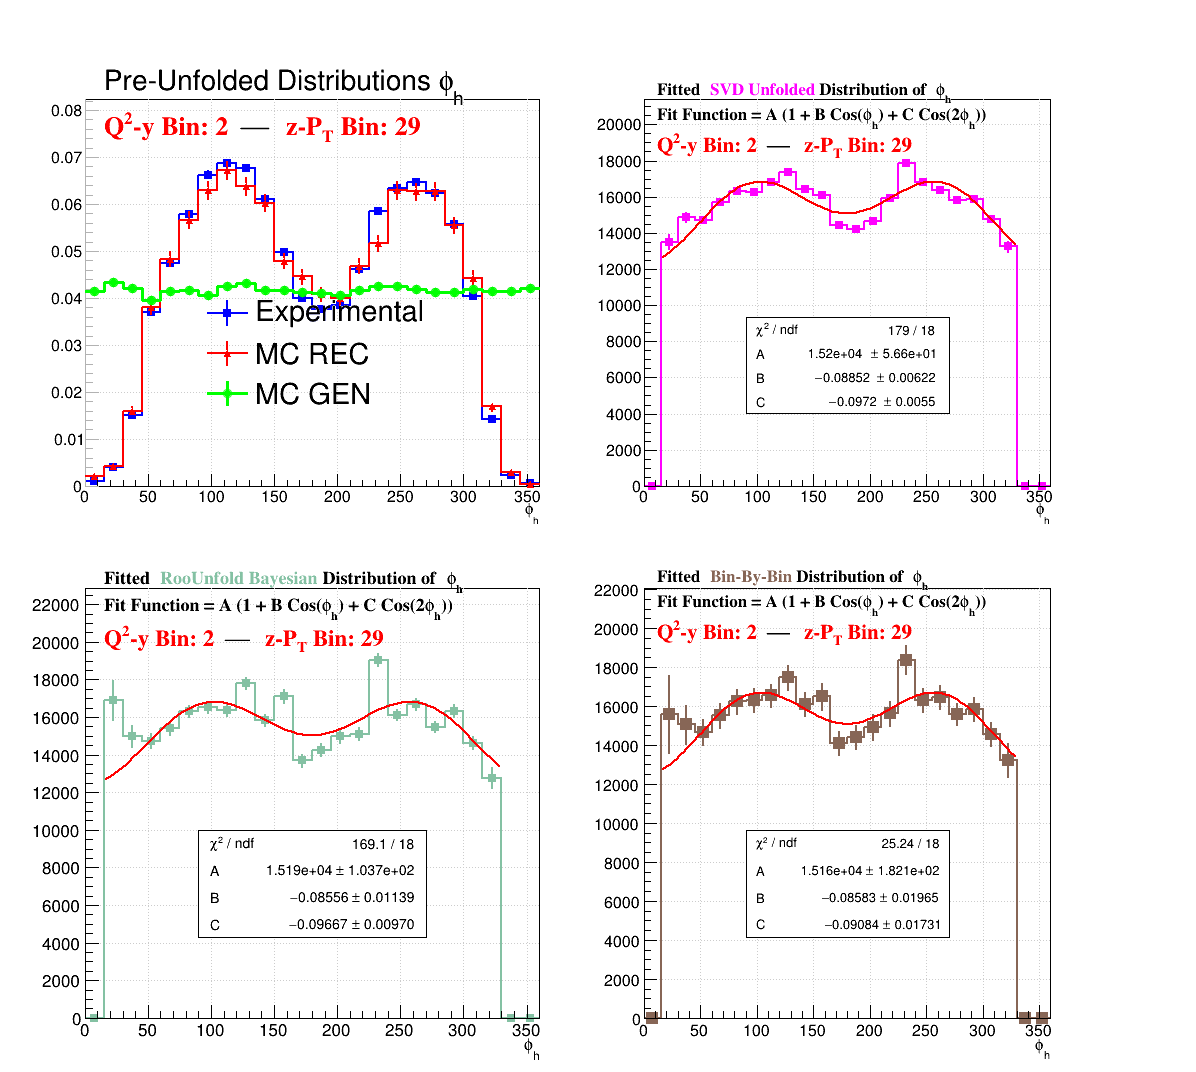 Pre-Unfolded Distributions ϕh
Q²-y Bin: 2 — z-PT Bin: 29
0.08
0.07
0.06
0.05
0.04
0.03
0.02
0.01
0
Experimental
MC REC
MC GEN
0 50 100 150 200 250 300 350
ϕh
Fitted SVD Unfolded Distribution of ϕh
Fit Function = A (1 + B Cos(ϕh) + C Cos(2ϕh))
Q²-y Bin: 2 — z-PT Bin: 29
20000
18000
16000
14000
12000
10000
8000
6000
4000
2000
0
χ² / ndf 179 / 18
A 1.52e+04 ± 5.66e+01
B −0.08852 ± 0.00622
C −0.0972 ± 0.0055
0 50 100 150 200 250 300 350
ϕh
Fitted RooUnfold Bayesian Distribution of ϕh
Fit Function = A (1 + B Cos(ϕh) + C Cos(2ϕh))
Q²-y Bin: 2 — z-PT Bin: 29
22000
20000
18000
16000
14000
12000
10000
8000
6000
4000
2000
0
χ² / ndf 169.1 / 18
A 1.519e+04 ± 1.037e+02
B −0.08556 ± 0.01139
C −0.09667 ± 0.00970
0 50 100 150 200 250 300 350
ϕh
Fitted Bin-By-Bin Distribution of ϕh
Fit Function = A (1 + B Cos(ϕh) + C Cos(2ϕh))
Q²-y Bin: 2 — z-PT Bin: 29
22000
20000
18000
16000
14000
12000
10000
8000
6000
4000
2000
0
χ² / ndf 25.24 / 18
A 1.516e+04 ± 1.821e+02
B −0.08583 ± 0.01965
C −0.09084 ± 0.01731
0 50 100 150 200 250 300 350
ϕh